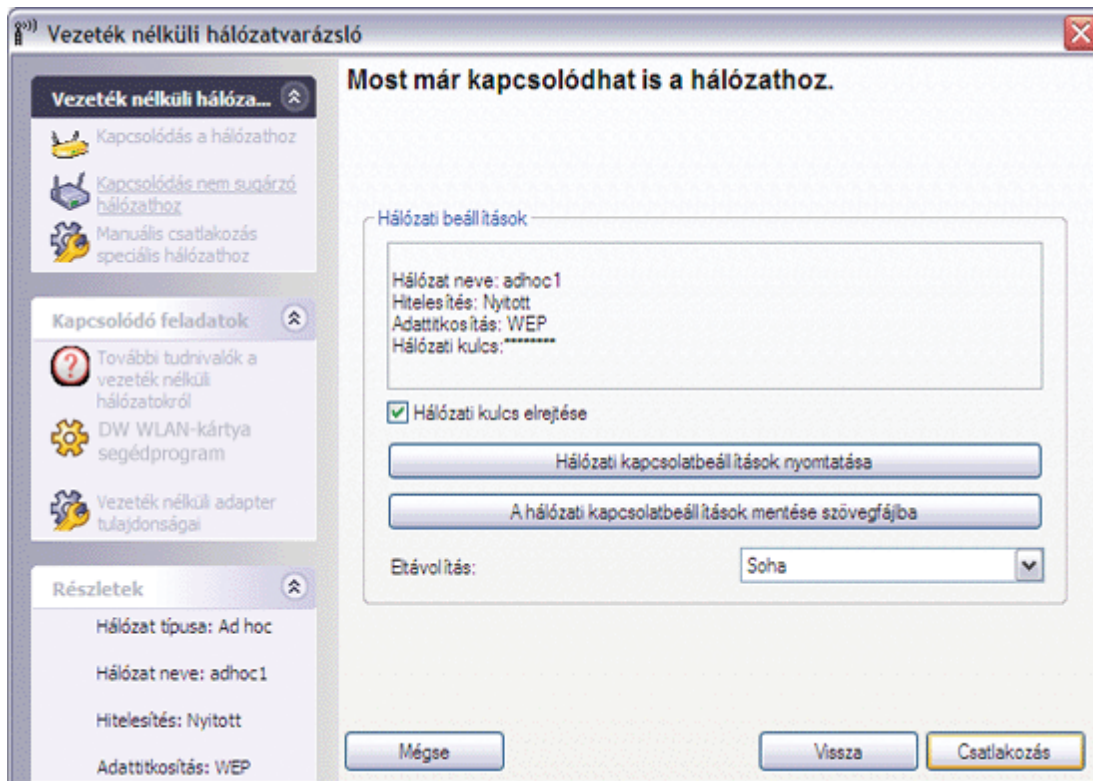 Vezeték nélküli hálózatvarázsló
Vezeték nélküli hálóza...
Kapcsolódás a hálózathoz
Kapcsolódás nem sugárzó
hálózathoz
Manuális csatlakozás
speciális hálózathoz
Kapcsolódó feladatok
További tudnivalók a
vezeték nélküli
hálózatokról
DW WLAN-kártya
segédprogram
Vezeték nélküli adapter
tulajdonságai
Részletek
Hálózat típusa: Ad hoc
Hálózat neve: adhoc1
Hitelesítés: Nyitott
Adattitkosítás: WEP
Most már kapcsolódhat is a hálózathoz.
Hálózati beállítások
Hálózat neve: adhoc1
Hitelesítés: Nyitott
Adattitkosítás: WEP
Hálózati kulcs:********
Hálózati kulcs elrejtése
Hálózati kapcsolatbeállítások nyomtatása
A hálózati kapcsolatbeállítások mentése szövegfájlba
Eltávolítás:
Soha
Mégse
Vissza
Csatlakozás